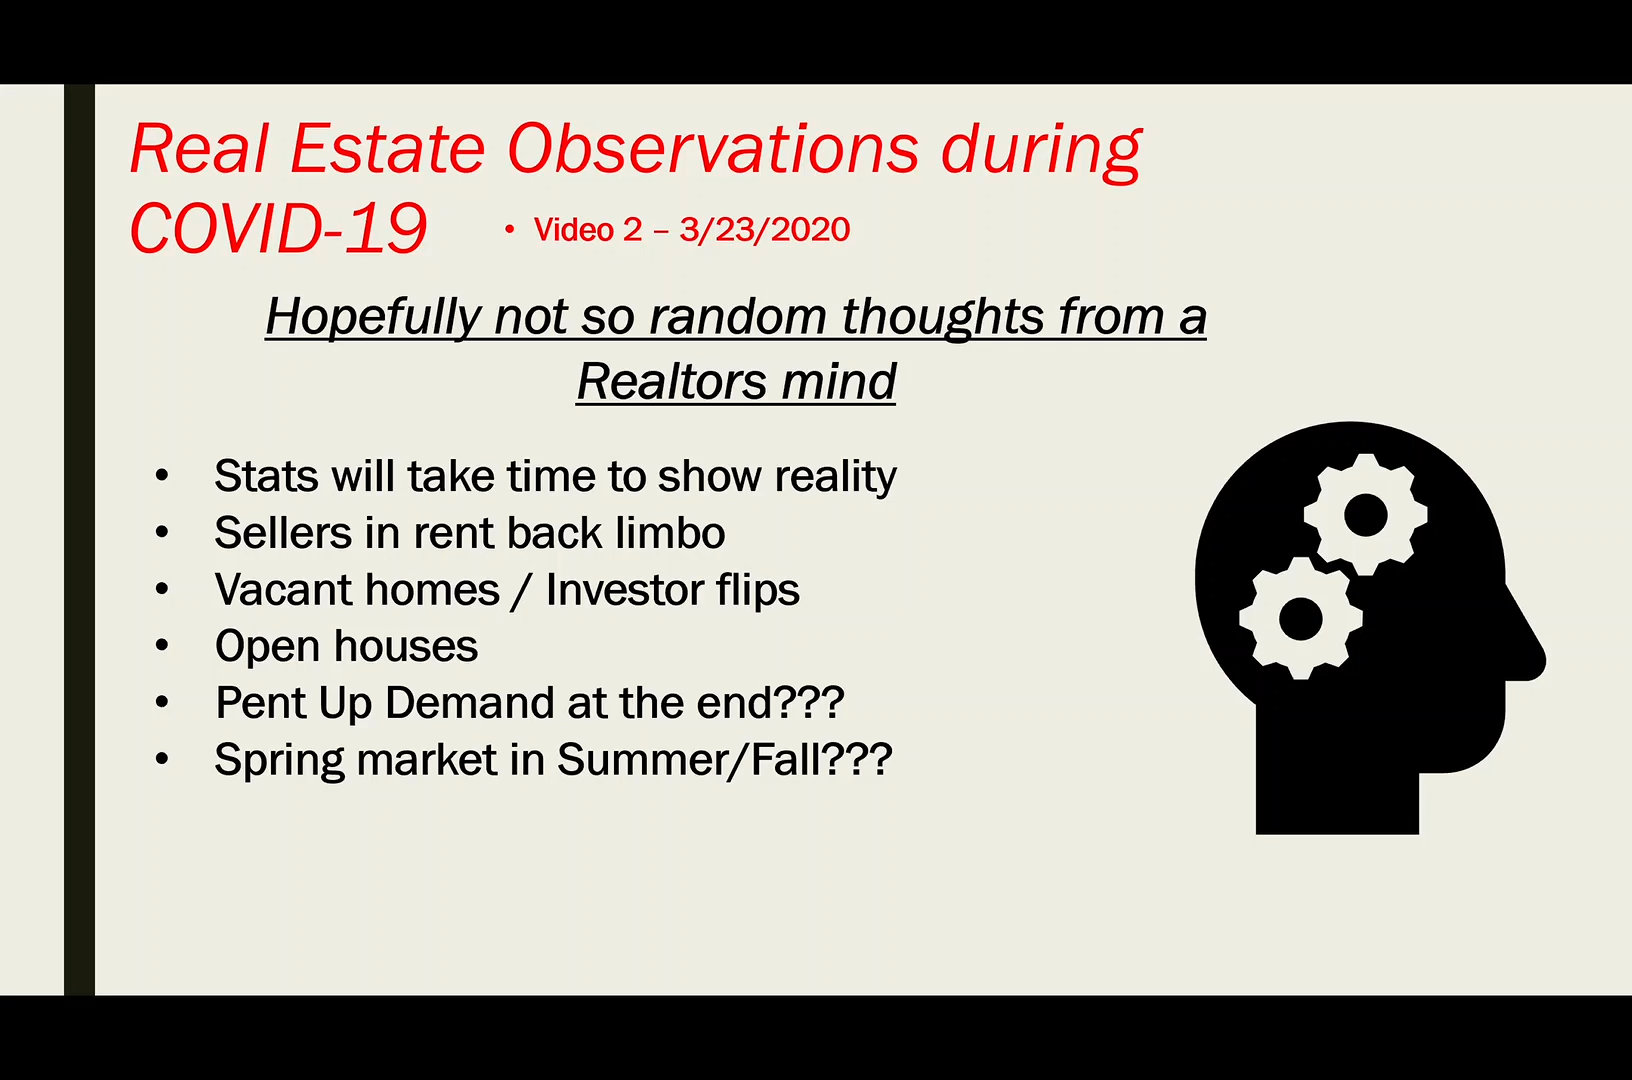 Real Estate Observations during
COVID-19 • Video 2 – 3/23/2020
Hopefully not so random thoughts from a
Realtors mind
• Stats will take time to show reality
• Sellers in rent back limbo
• Vacant homes / Investor flips
• Open houses
• Pent Up Demand at the end???
• Spring market in Summer/Fall???